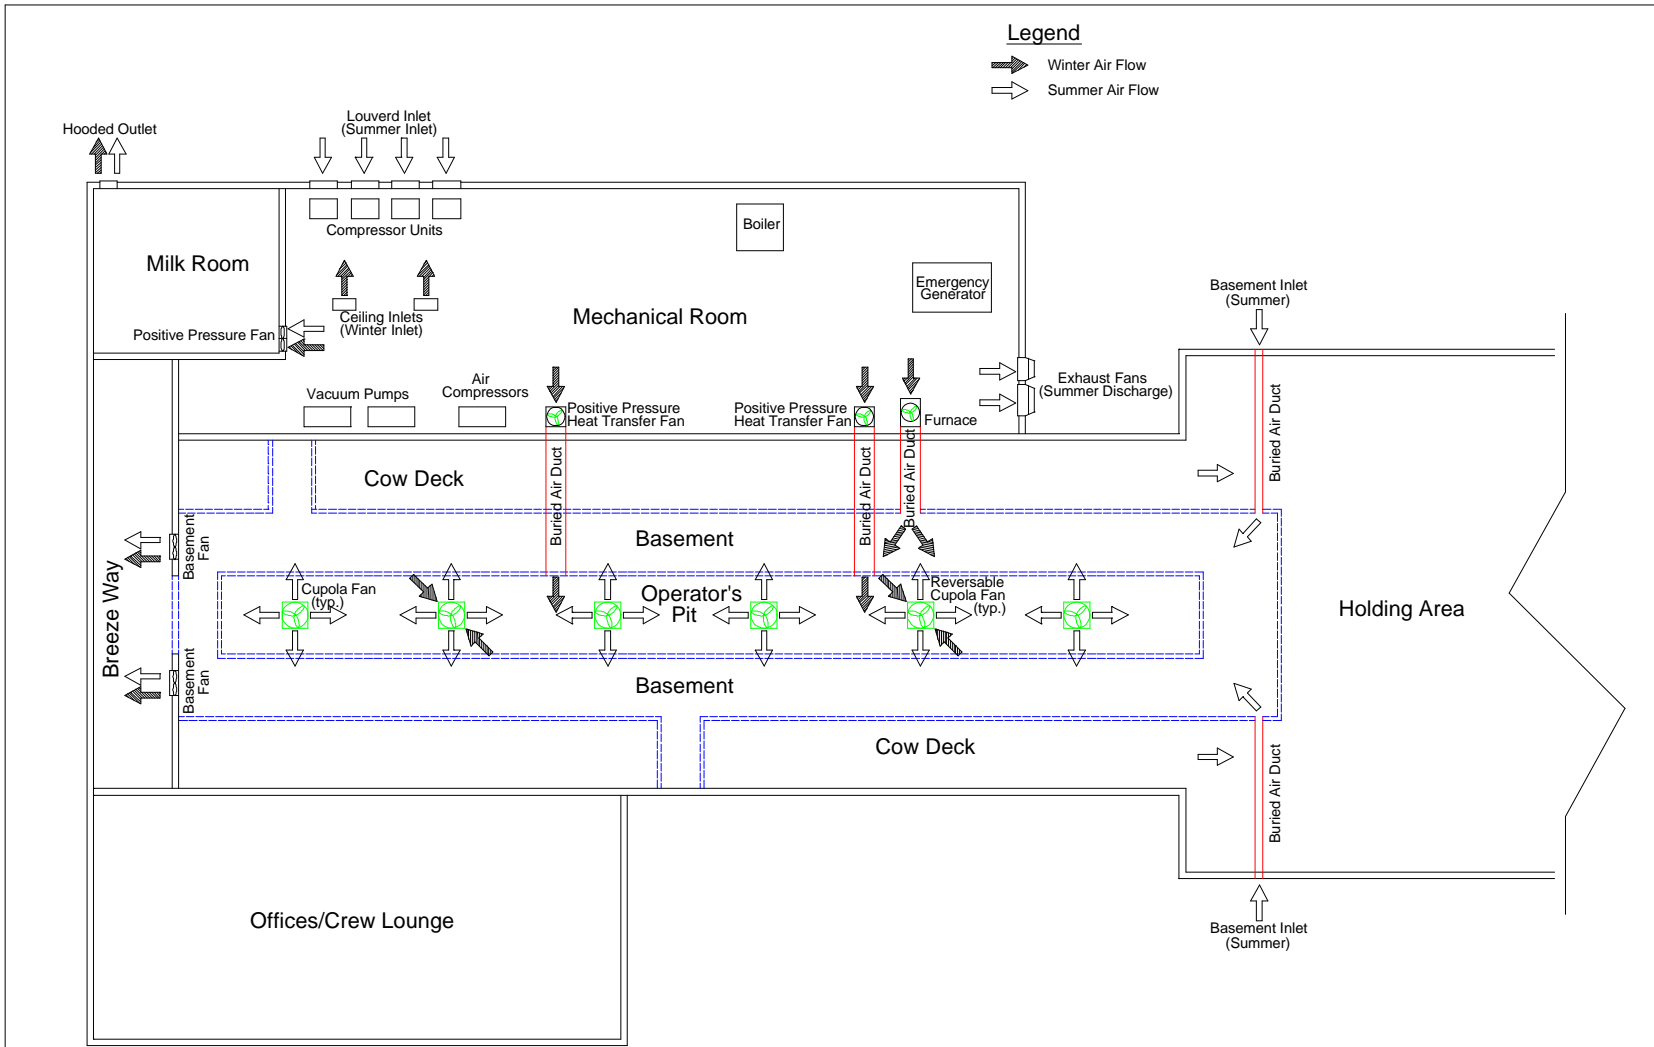 Legend
Winter Air Flow
Summer Air Flow
Hooded Outlet
Louverd Inlet
(Summer Inlet)
Compressor Units
Boiler
Milk Room
Emergency
Generator
Basement Inlet
(Summer)
Ceiling Inlets
(Winter Inlet)
Mechanical Room
Positive Pressure Fan
Vacuum Pumps
Air
Compressors
Positive Pressure
Heat Transfer Fan
Positive Pressure
Heat Transfer Fan
Furnace
Exhaust Fans
(Summer Discharge)
Cow Deck
Buried Air Duct
Buried Air Duct
Buried Air Duct
Buried Air Duct
Basement
Fan
Basement
Breeze Way
Cupola Fan
(typ.)
Operator's
Pit
Reversable
Cupola Fan
(typ.)
Holding Area
Basement
Fan
Basement
Cow Deck
Buried Air Duct
Offices/Crew Lounge
Basement Inlet
(Summer)